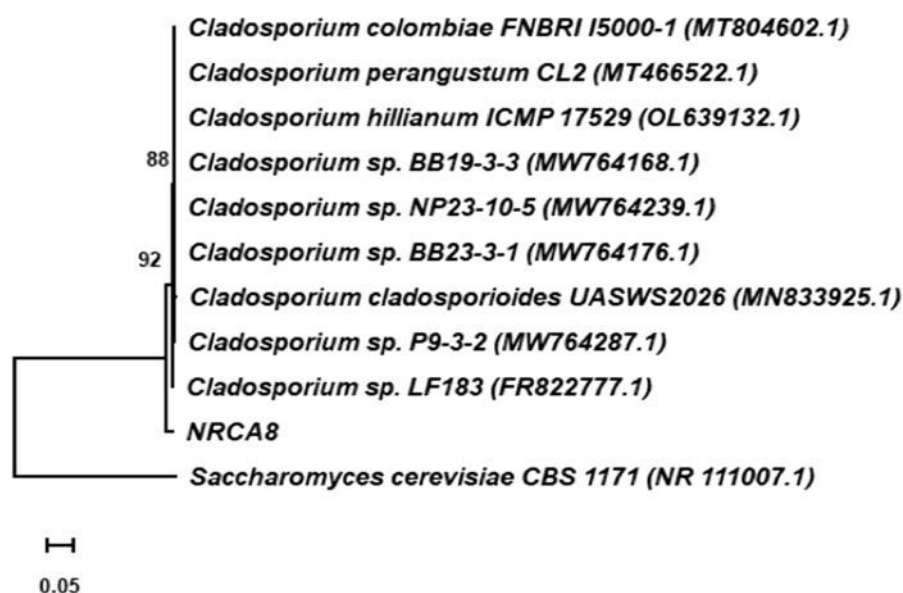 Cladosporium colombiae FNBRI I5000-1 (MT804602.1)
Cladosporium perangustum CL2 (MT466522.1)
Cladosporium hillianum ICMP 17529 (OL639132.1)
88
Cladosporium sp. BB19-3-3 (MW764168.1)
Cladosporium sp. NP23-10-5 (MW764239.1)
92
Cladosporium sp. BB23-3-1 (MW764176.1)
Cladosporium cladosporioides UASWS2026 (MN833925.1)
Cladosporium sp. P9-3-2 (MW764287.1)
Cladosporium sp. LF183 (FR822777.1)
NRCA8
Saccharomyces cerevisiae CBS 1171 (NR 111007.1)
0.05